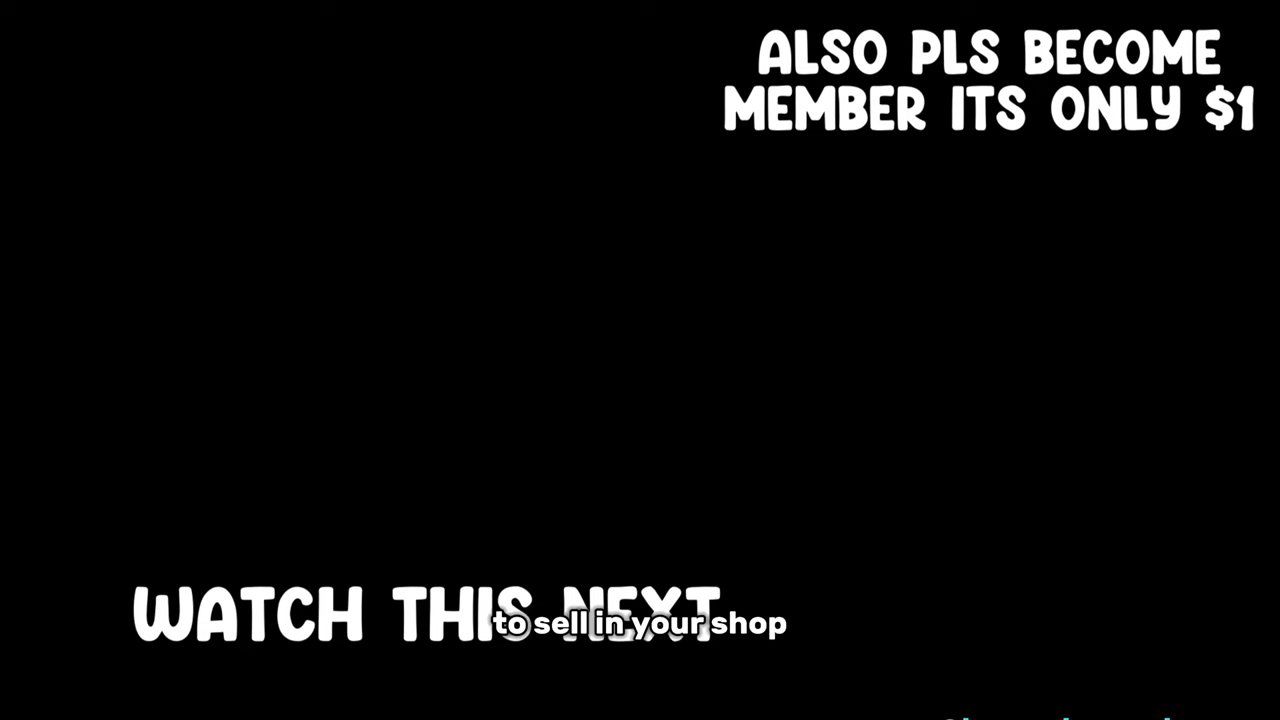 ALSO PLS BECOME
MEMBER ITS ONLY $1
WATCH THIS NEXT
to sell in your shop